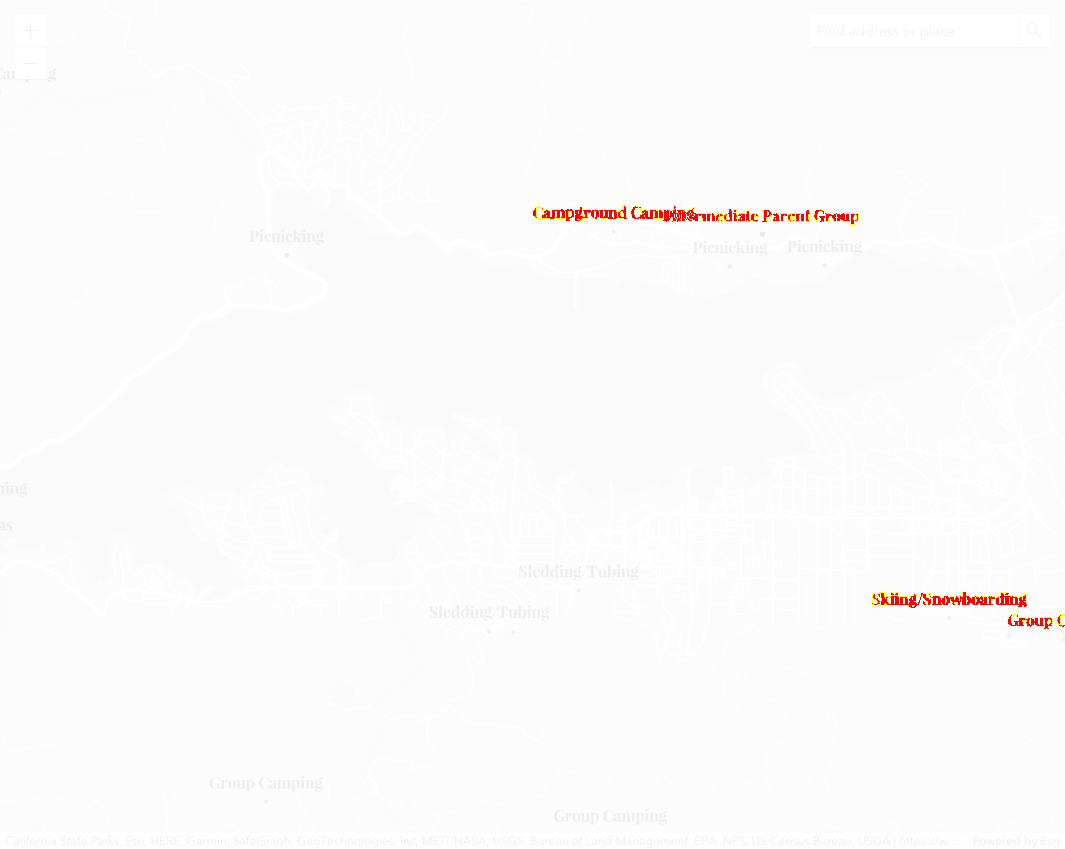 +
Find address or place
−
Campground Camping
Intermediate Parent Group
Picnicking
Picnicking
Picnicking
Sledding/Tubing
Skiing/Snowboarding
Sledding/Tubing
Group C
Group Camping
Group Camping
California State Parks, Esri, HERE, Garmin, SafeGraph, GeoTechnologies, Inc, METI/NASA, USGS, Bureau of Land Management, EPA, NPS, US Census Bureau, USDA | https://w... Powered by Esri